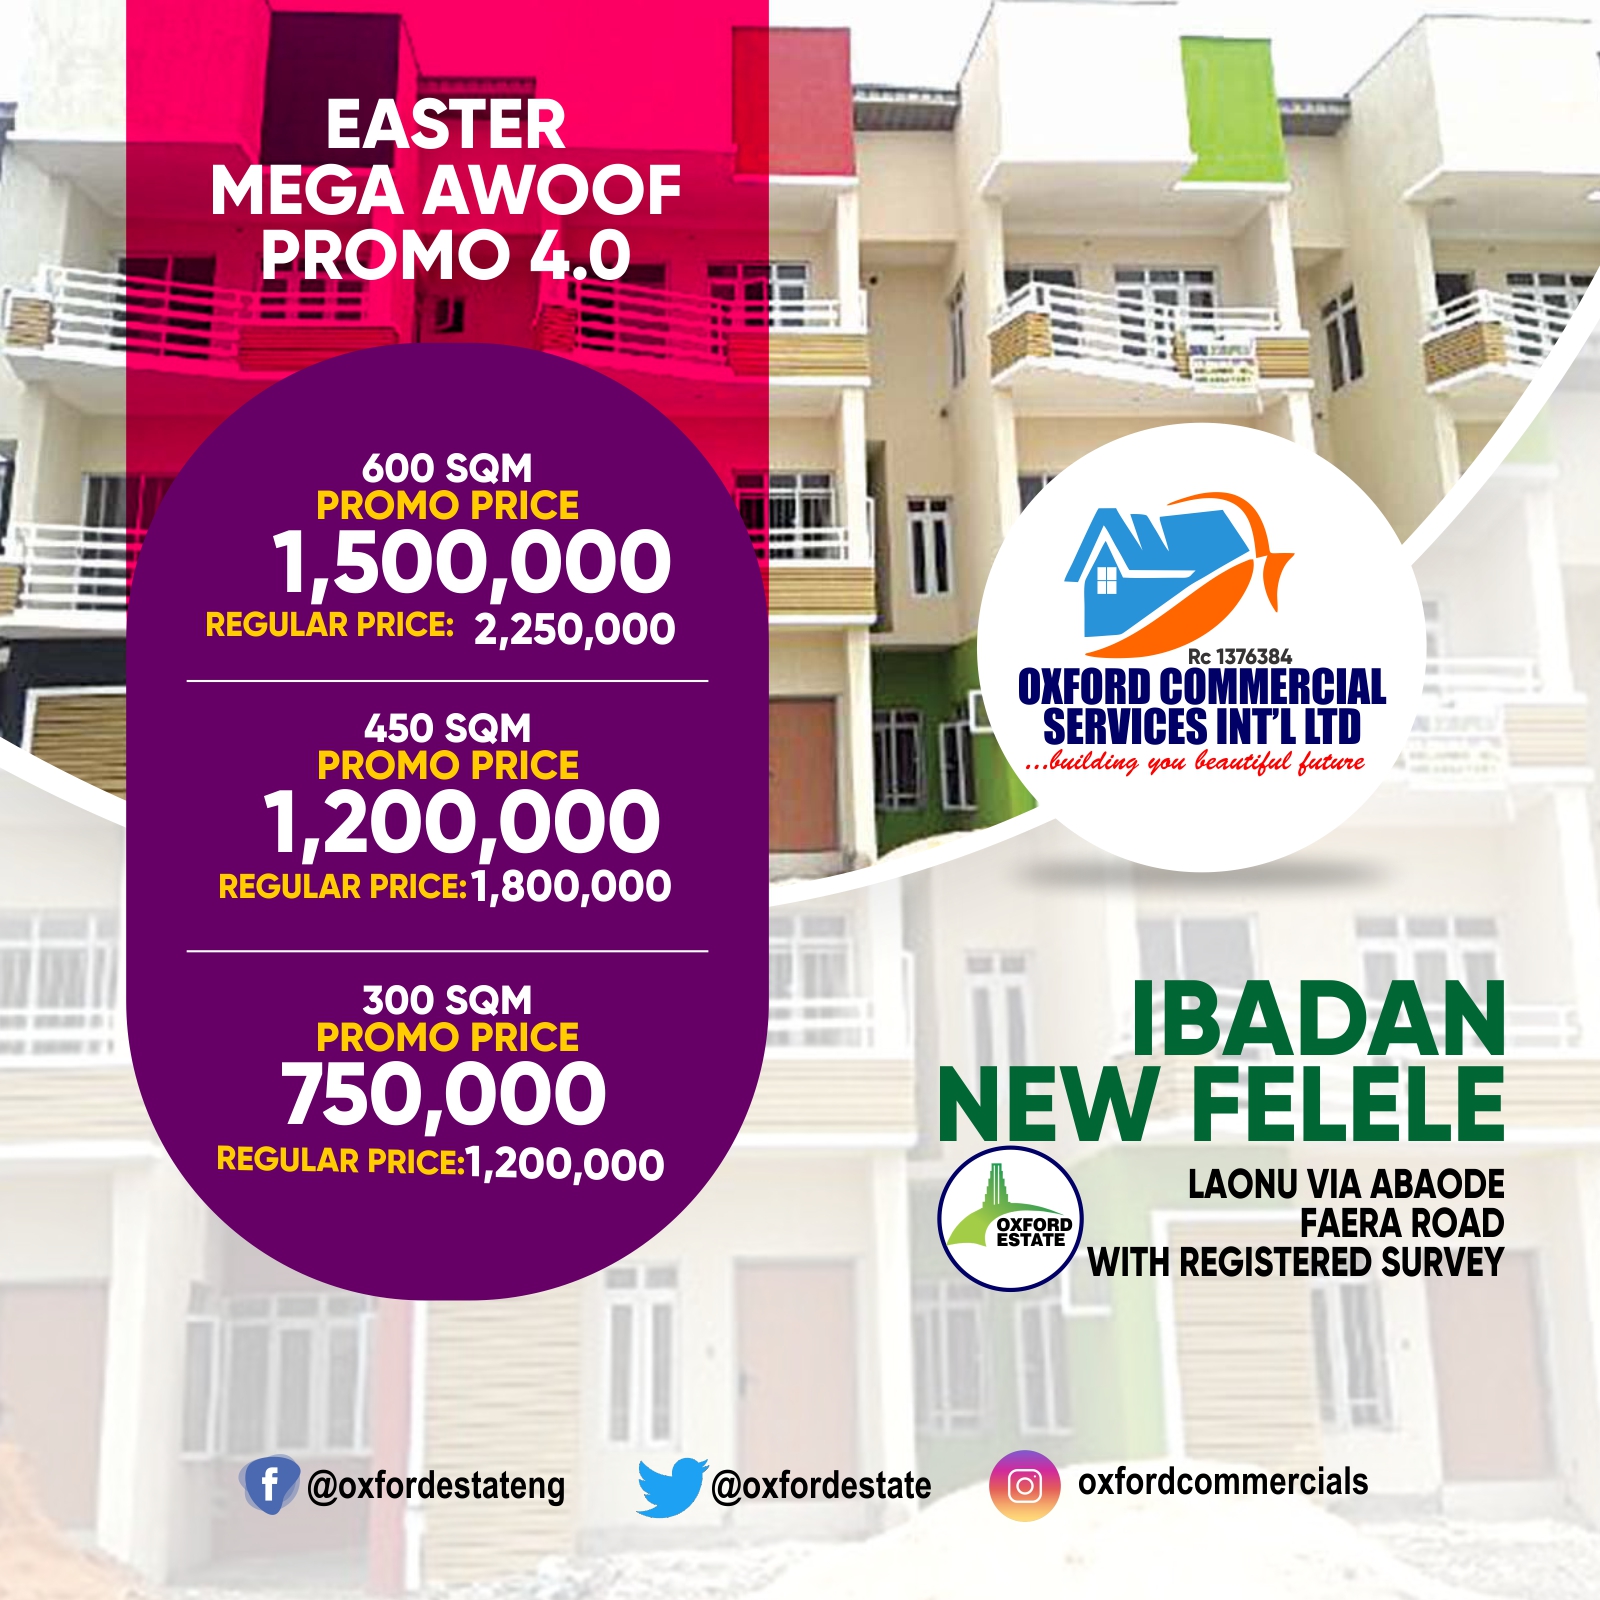 EASTER
MEGA AWOOF
PROMO 4.0
600 SQM
PROMO PRICE
1,500,000
REGULAR PRICE: 2,250,000
450 SQM
PROMO PRICE
1,200,000
REGULAR PRICE: 1,800,000
300 SQM
PROMO PRICE
750,000
REGULAR PRICE: 1,200,000
Rc 1376384
OXFORD COMMERCIAL
SERVICES INT'L LTD
...building you beautiful future
IBADAN
NEW FELELE
OXFORD
ESTATE
LAONU VIA ABAODE
FAERA ROAD
WITH REGISTERED SURVEY
@oxfordestateng
@oxfordestate
oxfordcommercials